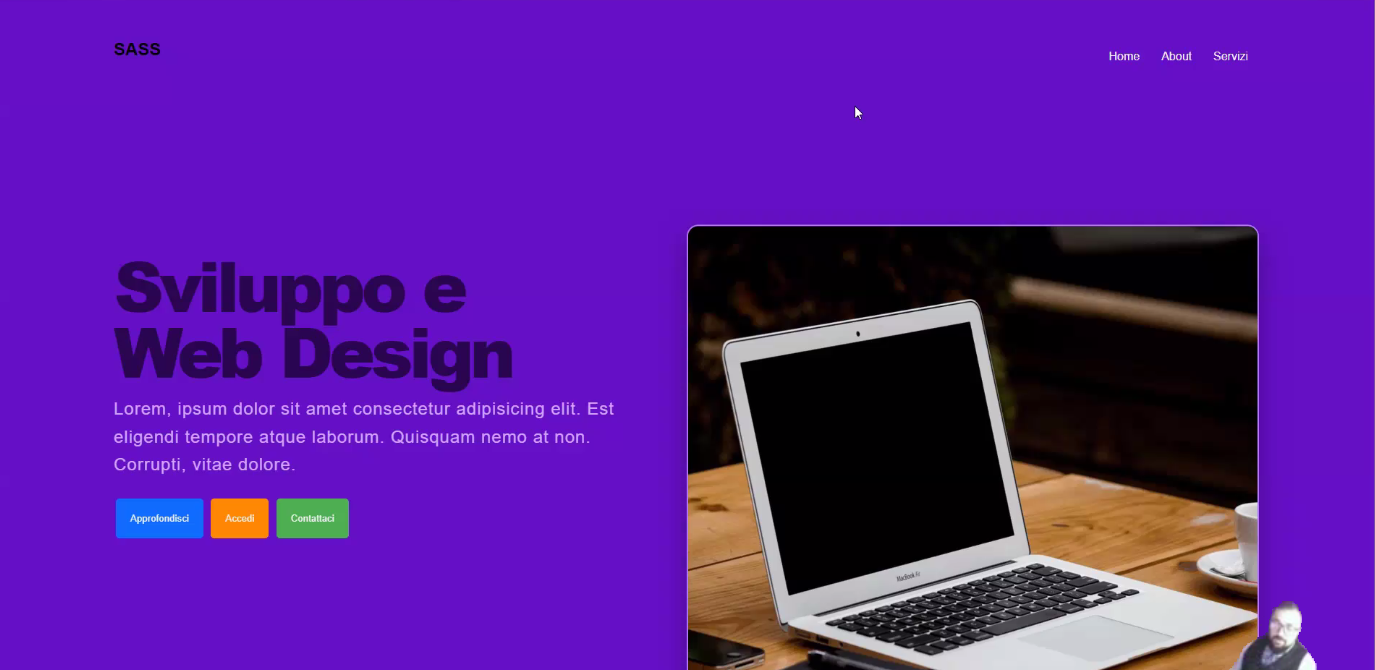 SASS
Home About Servizi
Sviluppo e
Web Design
Lorem, ipsum dolor sit amet consectetur adipisicing elit. Est
eligendi tempore atque laborum. Quisquam nemo at non.
Corrupti, vitae dolore.
Approfondisci Accedi Contattaci
MacBook Air